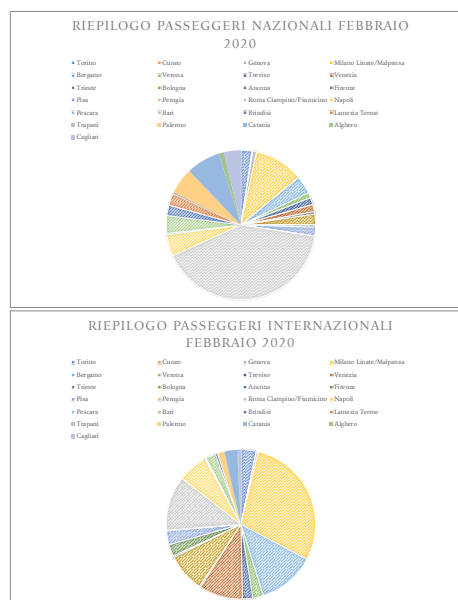 RIEPILOGO PASSEGGERI NAZIONALI FEBBRAIO
2020
Torino Cuneo Genova Milano Linate/Malpensa
Bergamo Verona Treviso Venezia
Trieste Bologna Ancona Firenze
Pisa Perugia Roma Ciampino/Fiumicino Napoli
Pescara Bari Brindisi Lamezia Terme
Trapani Palermo Catania Alghero
Cagliari
RIEPILOGO PASSEGGERI INTERNAZIONALI
FEBBRAIO 2020
Torino Cuneo Genova Milano Linate/Malpensa
Bergamo Verona Treviso Venezia
Trieste Bologna Ancona Firenze
Pisa Perugia Roma Ciampino/Fiumicino Napoli
Pescara Bari Brindisi Lamezia Terme
Trapani Palermo Catania Alghero
Cagliari